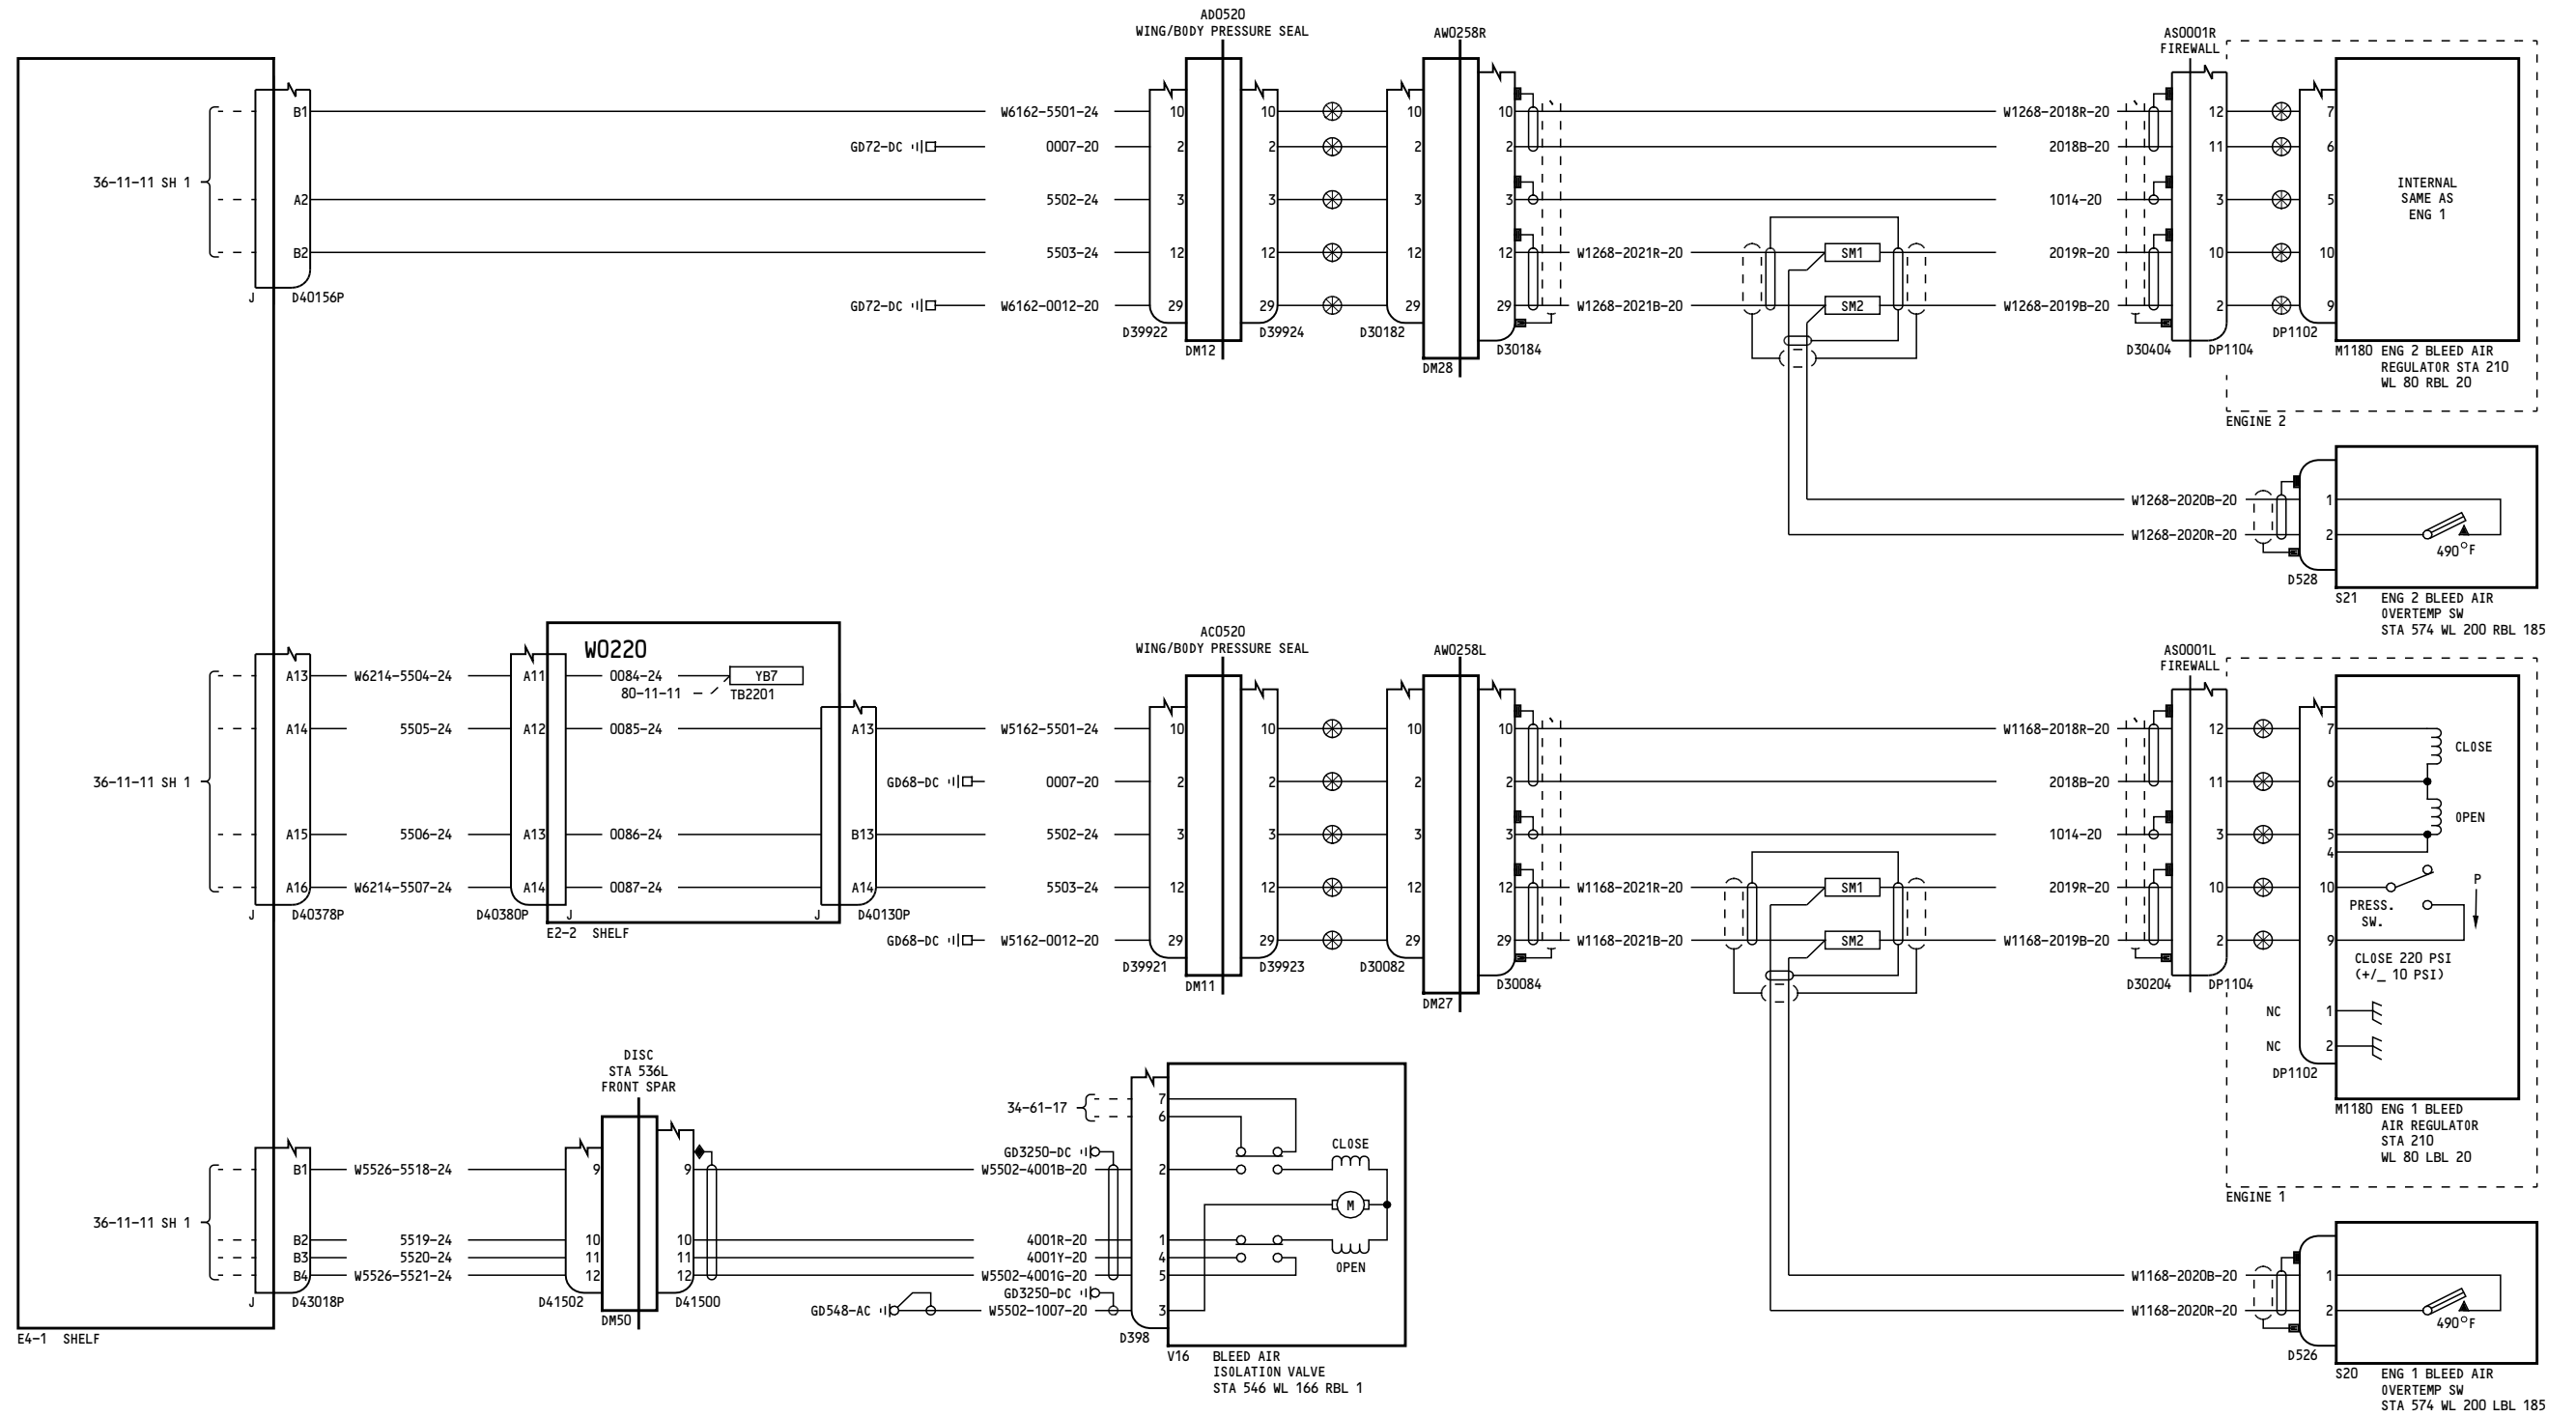 AD0520
WING/BODY PRESSURE SEAL
AW0258R
AS0001R
FIREWALL
36-11-11 SH 1
B1
A2
B2
J
D40156P
W6162-5501-24
GD72-DC
0007-20
5502-24
5503-24
GD72-DC
W6162-0012-20
10
2
3
12
29
D39922
DM12
10
2
3
12
29
D39924
10
2
3
12
29
D30182
DM28
10
2
3
12
29
D30184
W1268-2021R-20
W1268-2021B-20
SM1
SM2
W1268-2018R-20
2018B-20
1014-20
2019R-20
W1268-2019B-20
D30404
12
11
3
10
2
DP1104
7
6
5
10
9
DP1102
INTERNAL
SAME AS
ENG 1
M1180 ENG 2 BLEED AIR
REGULATOR STA 210
WL 80 RBL 20
ENGINE 2
W1268-2020B-20
W1268-2020R-20
1
2
D528
490°F
S21 ENG 2 BLEED AIR
OVERTEMP SW
STA 574 WL 200 RBL 185
36-11-11 SH 1
A13
A14
A15
A16
J
D40378P
W6214-5504-24
5505-24
5506-24
W6214-5507-24
A11
A12
A13
A14
D40380P
J
W0220
0084-24
YB7
80-11-11
TB2201
0085-24
0086-24
0087-24
E2-2 SHELF
J
A13
B13
A14
D40130P
AC0520
WING/BODY PRESSURE SEAL
AW0258L
AS0001L
FIREWALL
W5162-5501-24
GD68-DC
0007-20
5502-24
5503-24
GD68-DC
W5162-0012-20
10
2
3
12
29
D39921
DM11
10
2
3
12
29
D39923
10
2
3
12
29
D30082
DM27
10
2
3
12
29
D30084
W1168-2021R-20
W1168-2021B-20
SM1
SM2
W1168-2018R-20
2018B-20
1014-20
2019R-20
W1168-2019B-20
D30204
12
11
3
10
2
DP1104
7
6
5
4
10
9
1
2
NC
NC
DP1102
CLOSE
OPEN
P
PRESS.
SW.
CLOSE 220 PSI
(+/_ 10 PSI)
M1180 ENG 1 BLEED
AIR REGULATOR
STA 210
WL 80 LBL 20
ENGINE 1
W1168-2020B-20
W1168-2020R-20
1
2
D526
490°F
S20 ENG 1 BLEED AIR
OVERTEMP SW
STA 574 WL 200 LBL 185
36-11-11 SH 1
B1
B2
B3
B4
J
D43018P
W5526-5518-24
5519-24
5520-24
W5526-5521-24
DISC
STA 536L
FRONT SPAR
9
10
11
12
D41502
DM50
9
10
11
12
D41500
34-61-17
GD3250-DC
W5502-4001B-20
4001R-20
4001Y-20
W5502-4001G-20
GD3250-DC
GD548-AC
W5502-1007-20
7
6
2
1
4
5
3
D398
CLOSE
M
OPEN
V16 BLEED AIR
ISOLATION VALVE
STA 546 WL 166 RBL 1
E4-1 SHELF